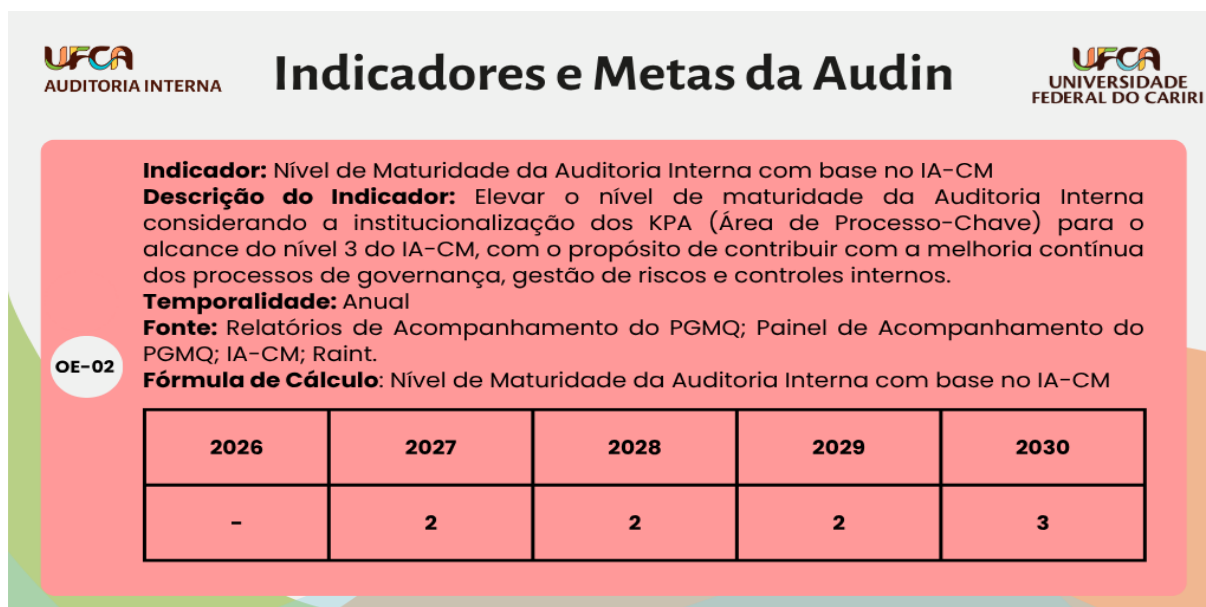 UFCA
AUDITORIA INTERNA
Indicadores e Metas da Audin
UFCA
UNIVERSIDADE
FEDERAL DO CARIRI
Indicador: Nível de Maturidade da Auditoria Interna com base no IA-CM
Descrição do Indicador: Elevar o nível de maturidade da Auditoria Interna
considerando a institucionalização dos KPA (Área de Processo-Chave) para o
alcance do nível 3 do IA-CM, com o propósito de contribuir com a melhoria contínua
dos processos de governança, gestão de riscos e controles internos.
Temporalidade: Anual
Fonte: Relatórios de Acompanhamento do PGMQ; Painel de Acompanhamento do
PGMQ; IA-CM; Raint.
OE-02
Fórmula de Cálculo: Nível de Maturidade da Auditoria Interna com base no IA-CM
2026 2027 2028 2029 2030
- 2 2 2 3